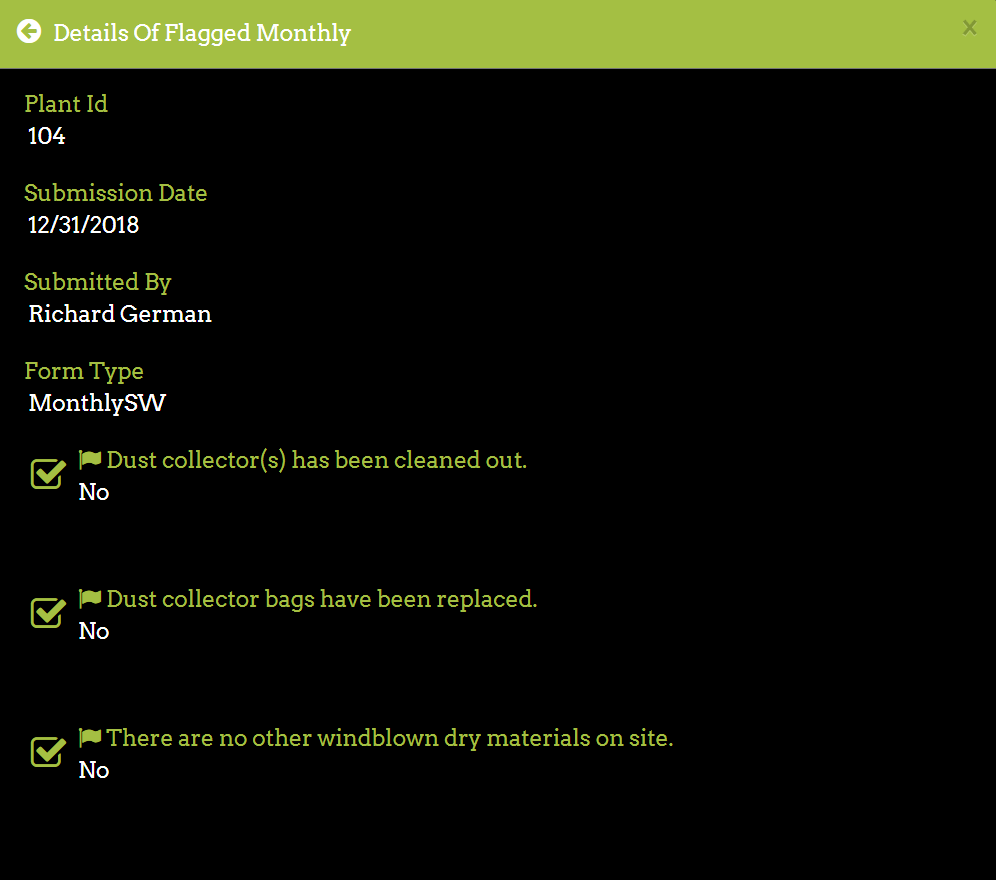 Details Of Flagged Monthly
x
Plant Id
104
Submission Date
12/31/2018
Submitted By
Richard German
Form Type
MonthlySW
Dust collector(s) has been cleaned out.
No
Dust collector bags have been replaced.
No
There are no other windblown dry materials on site.
No